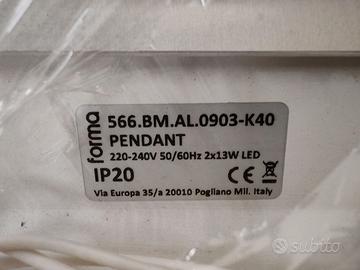 forma
566.BM.AL.0903-K40
PENDANT
220-240V 50/60Hz 2x13W LED
IP20
CE
Via Europa 35/a 20010 Pogliano Mil. Italy
subito